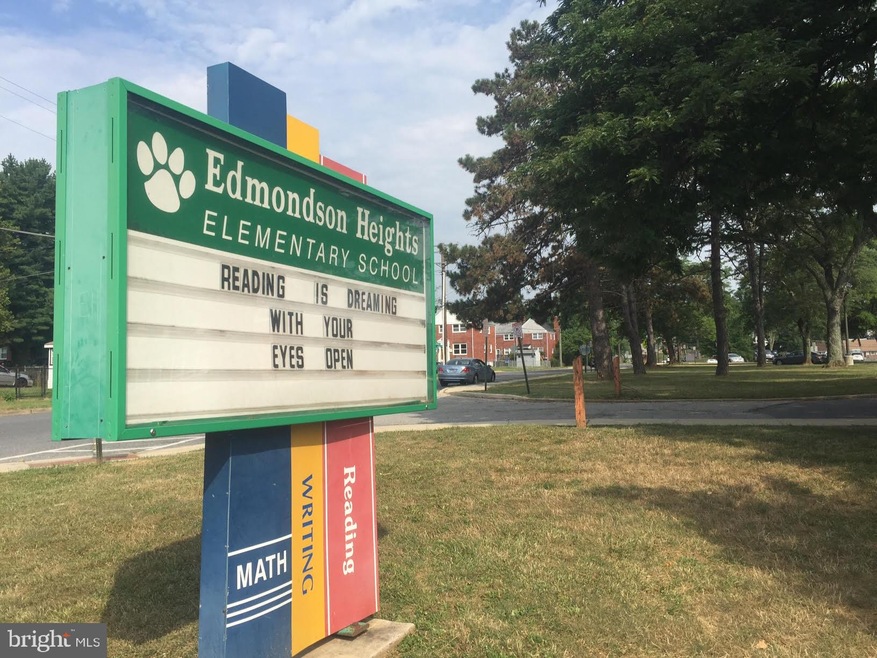 Edmondson Heights
ELEMENTARY SCHOOL
READING IS DREAMING
WITH YOUR
EYES OPEN
MATH
WRITING
Reading
bright MLS